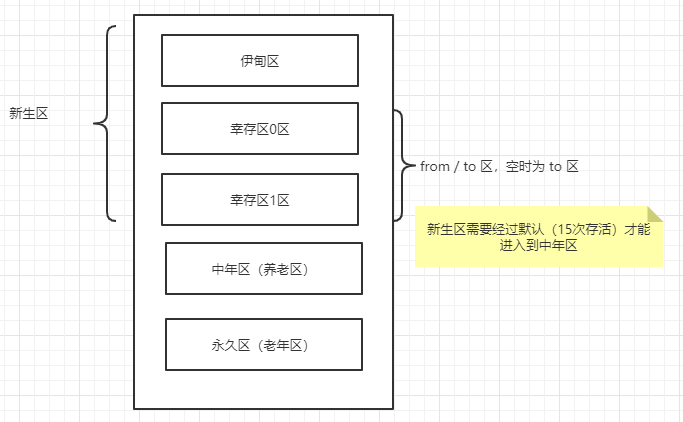 伊甸区
新生区
幸存区0区
from / to 区，空时为 to 区
幸存区1区
新生区需要经过默认（15次存活）才能
进入到中年区
中年区（养老区）
永久区（老年区）